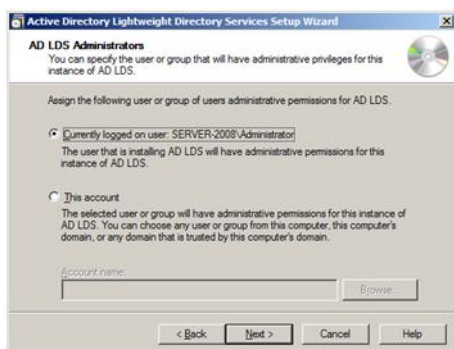 Active Directory Lightweight Directory Services Setup Wizard
AD LDS Administrators
You can specify the user or group that will have administrative privileges for this
instance of AD LDS.
Assign the following user or group of users administrative permissions for AD LDS.
Currently logged on user: SERVER-2008\Administrator
The user that is installing AD LDS will have administrative permissions for this
instance of AD LDS.
This account
The selected user or group will have administrative permissions for this instance of
AD LDS. You can choose any user or group from this computer, this computer's
domain, or any domain that is trusted by this computer's domain.
Account name:
Browse...
< Back
Next >
Cancel
Help